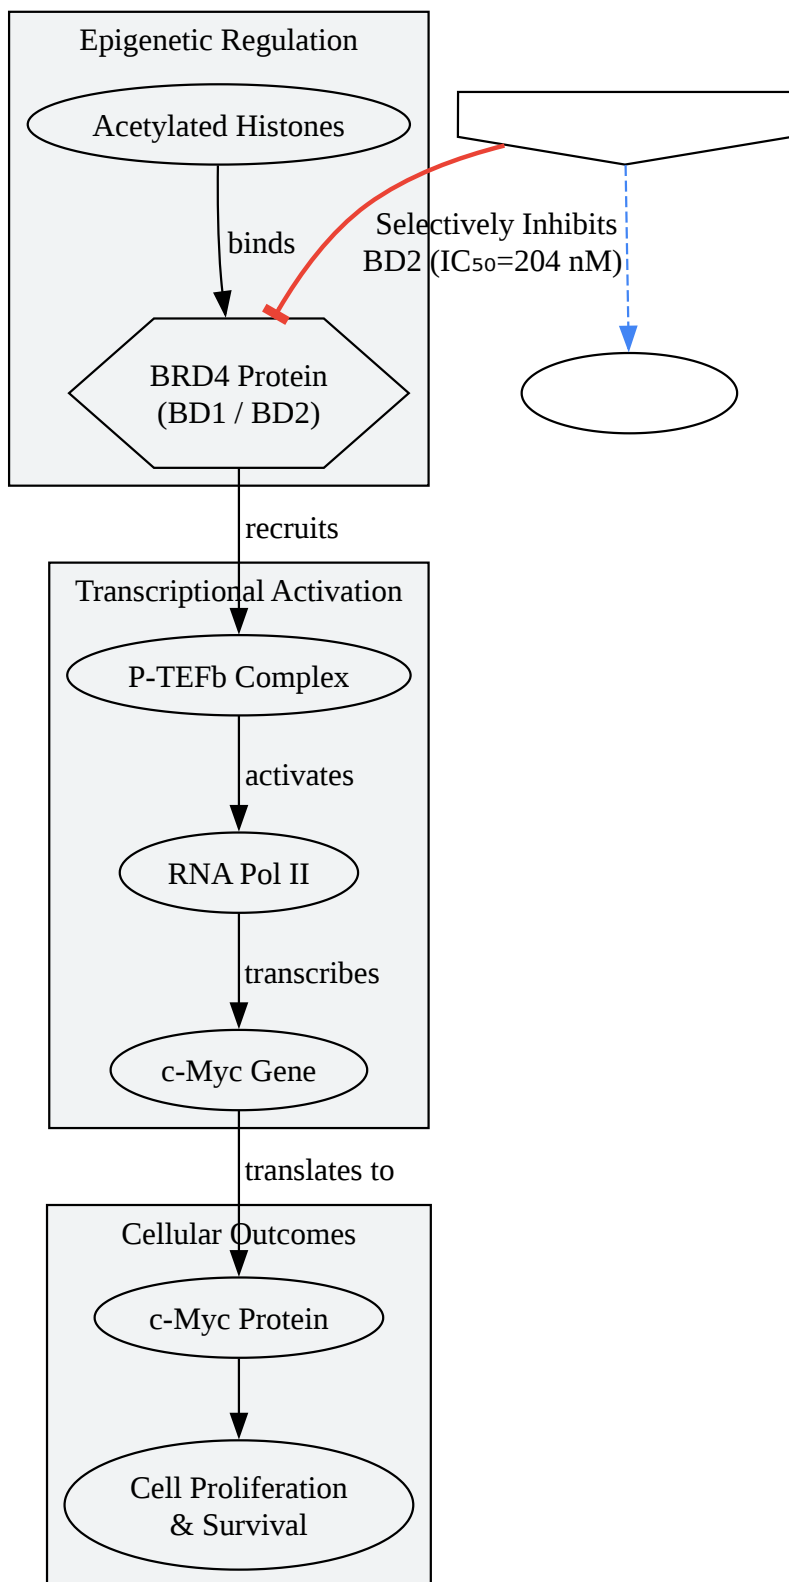 Epigenetic Regulation
Acetylated Histones
binds
Selectively Inhibits
BD2 (IC₅₀=204 nM)
BRD4 Protein
(BD1 / BD2)
recruits
Transcriptional Activation
P-TEFb Complex
activates
RNA Pol II
transcribes
c-Myc Gene
translates to
Cellular Outcomes
c-Myc Protein
Cell Proliferation
& Survival